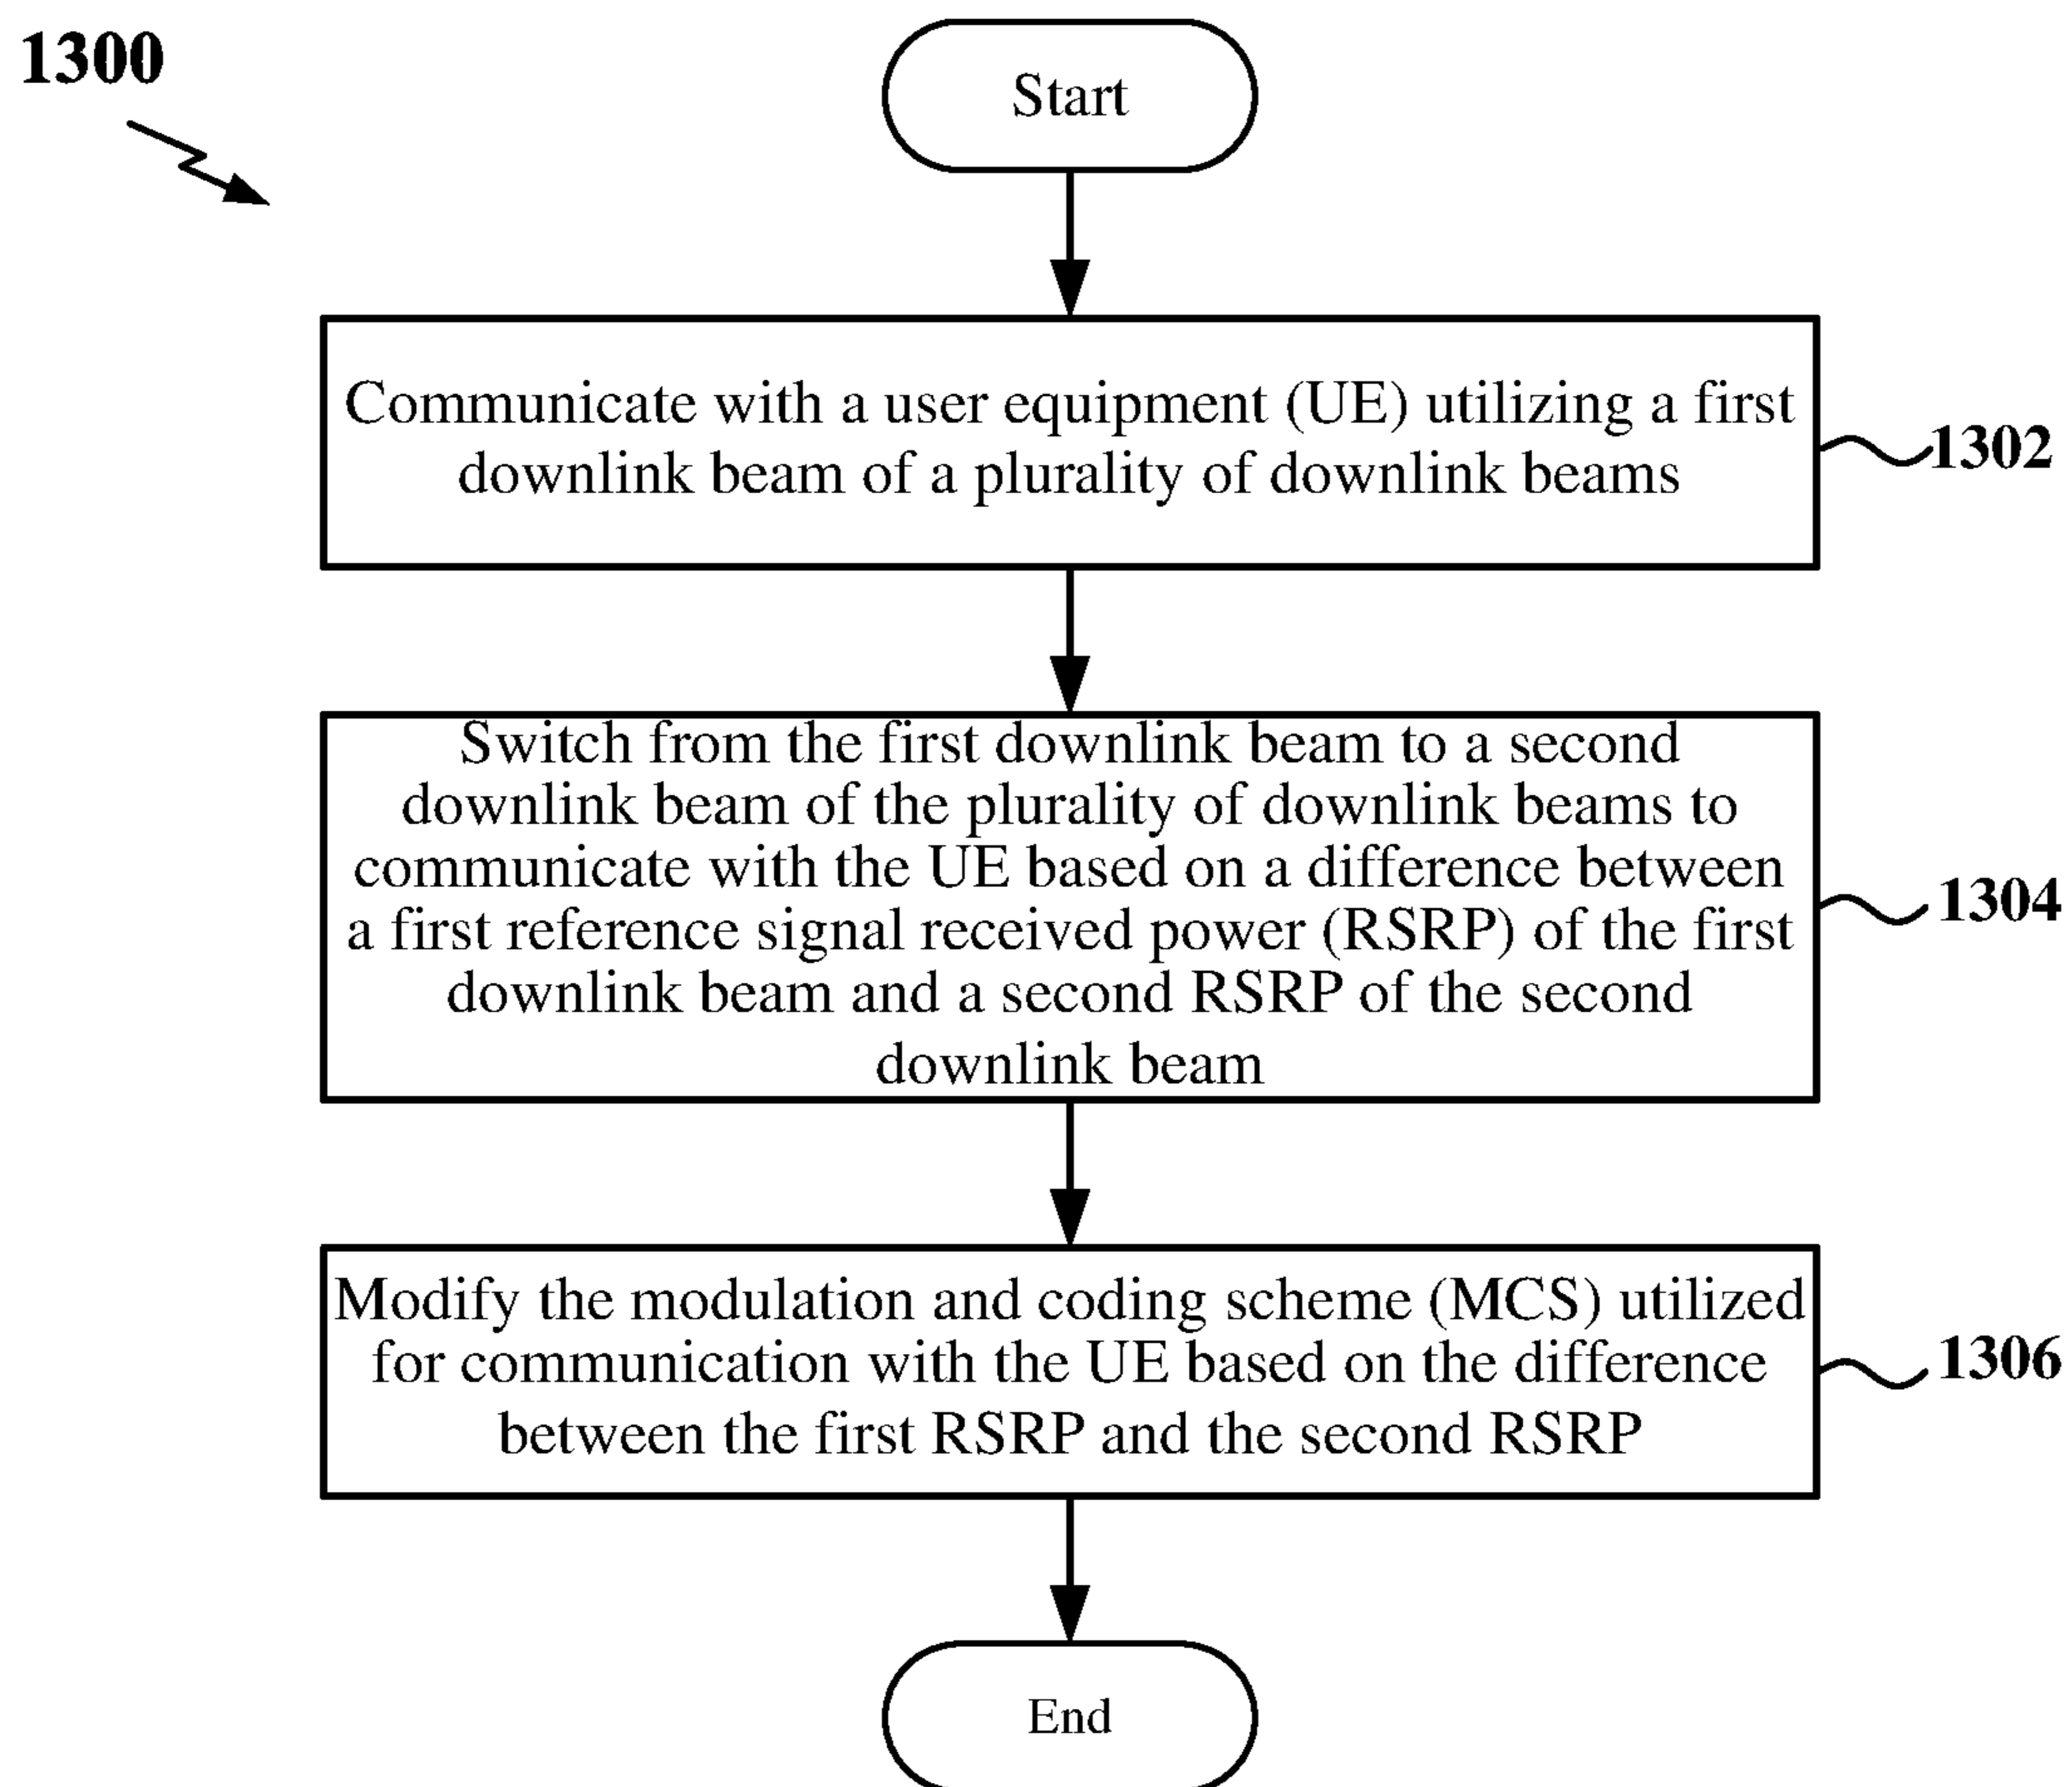 1300
Start
Communicate with a user equipment (UE) utilizing a first
downlink beam of a plurality of downlink beams
1302
Switch from the first downlink beam to a second
downlink beam of the plurality of downlink beams to
communicate with the UE based on a difference between
a first reference signal received power (RSRP) of the first
downlink beam and a second RSRP of the second
downlink beam
1304
Modify the modulation and coding scheme (MCS) utilized
for communication with the UE based on the difference
between the first RSRP and the second RSRP
1306
End